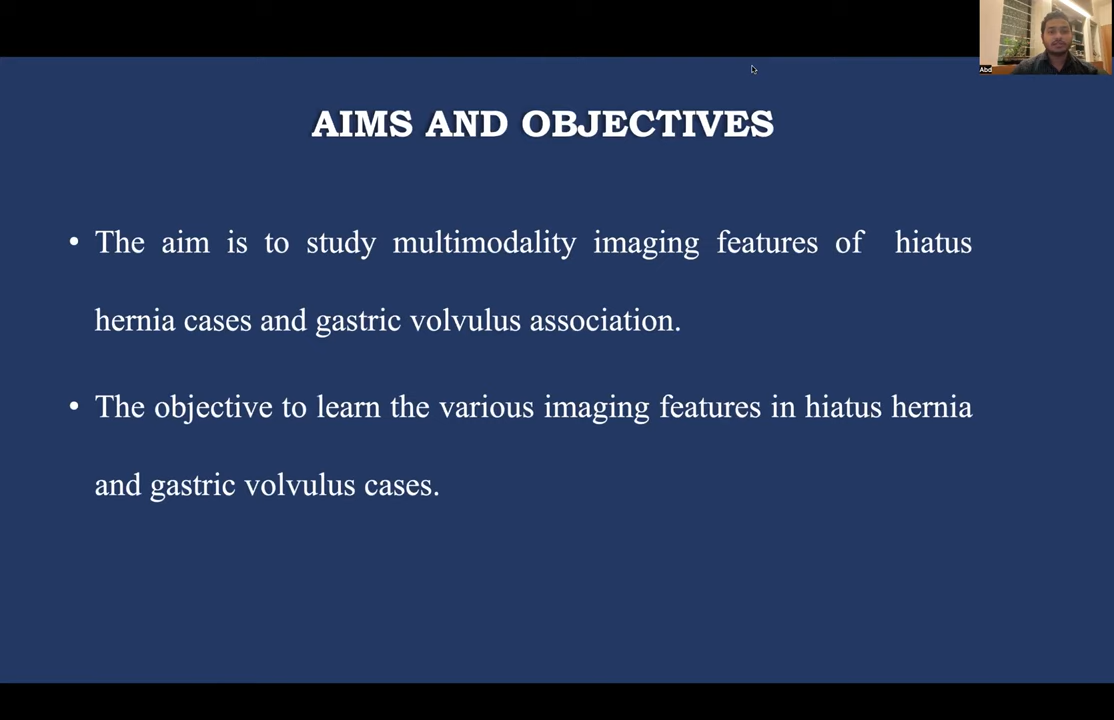 Abd
AIMS AND OBJECTIVES
• The aim is to study multimodality imaging features of hiatus
hernia cases and gastric volvulus association.
• The objective to learn the various imaging features in hiatus hernia
and gastric volvulus cases.